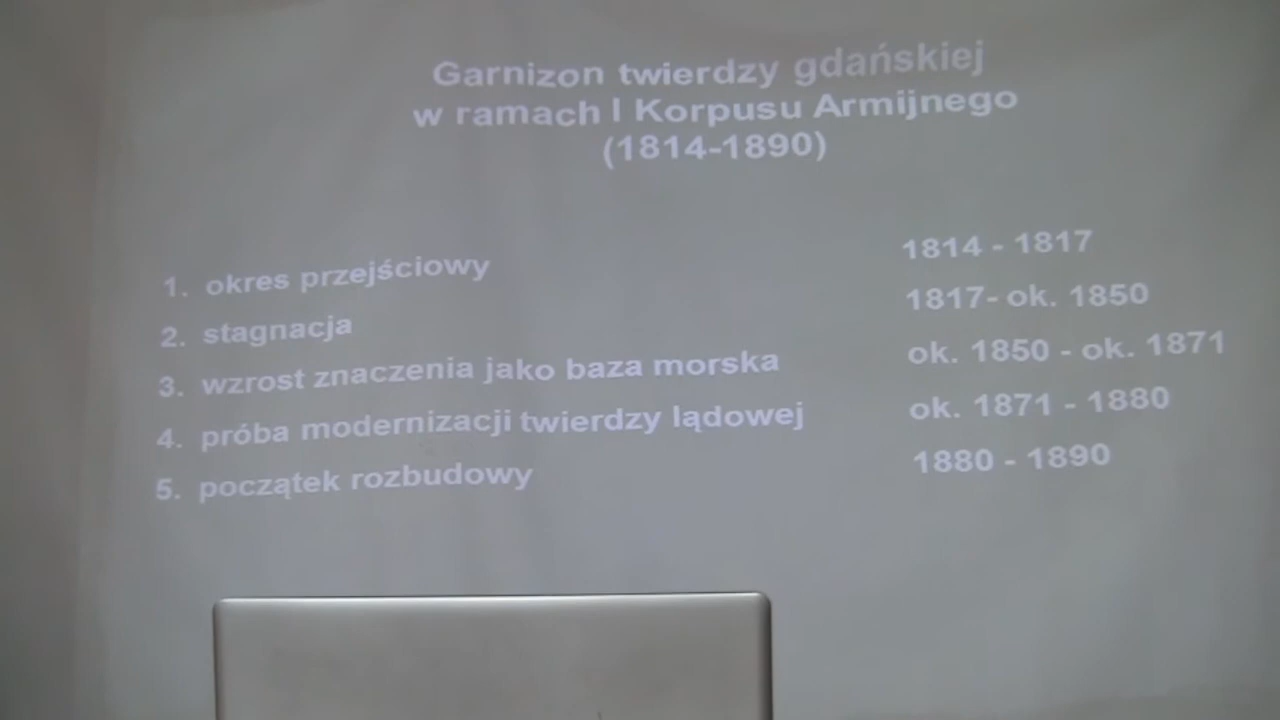 Garnizon twierdzy gdańskiej
w ramach I Korpusu Armijnego
(1814-1890)
1. okres przejściowy 1814 - 1817
2. stagnacja 1817- ok. 1850
3. wzrost znaczenia jako baza morska ok. 1850 - ok. 1871
4. próba modernizacji twierdzy lądowej ok. 1871 - 1880
5. początek rozbudowy 1880 - 1890